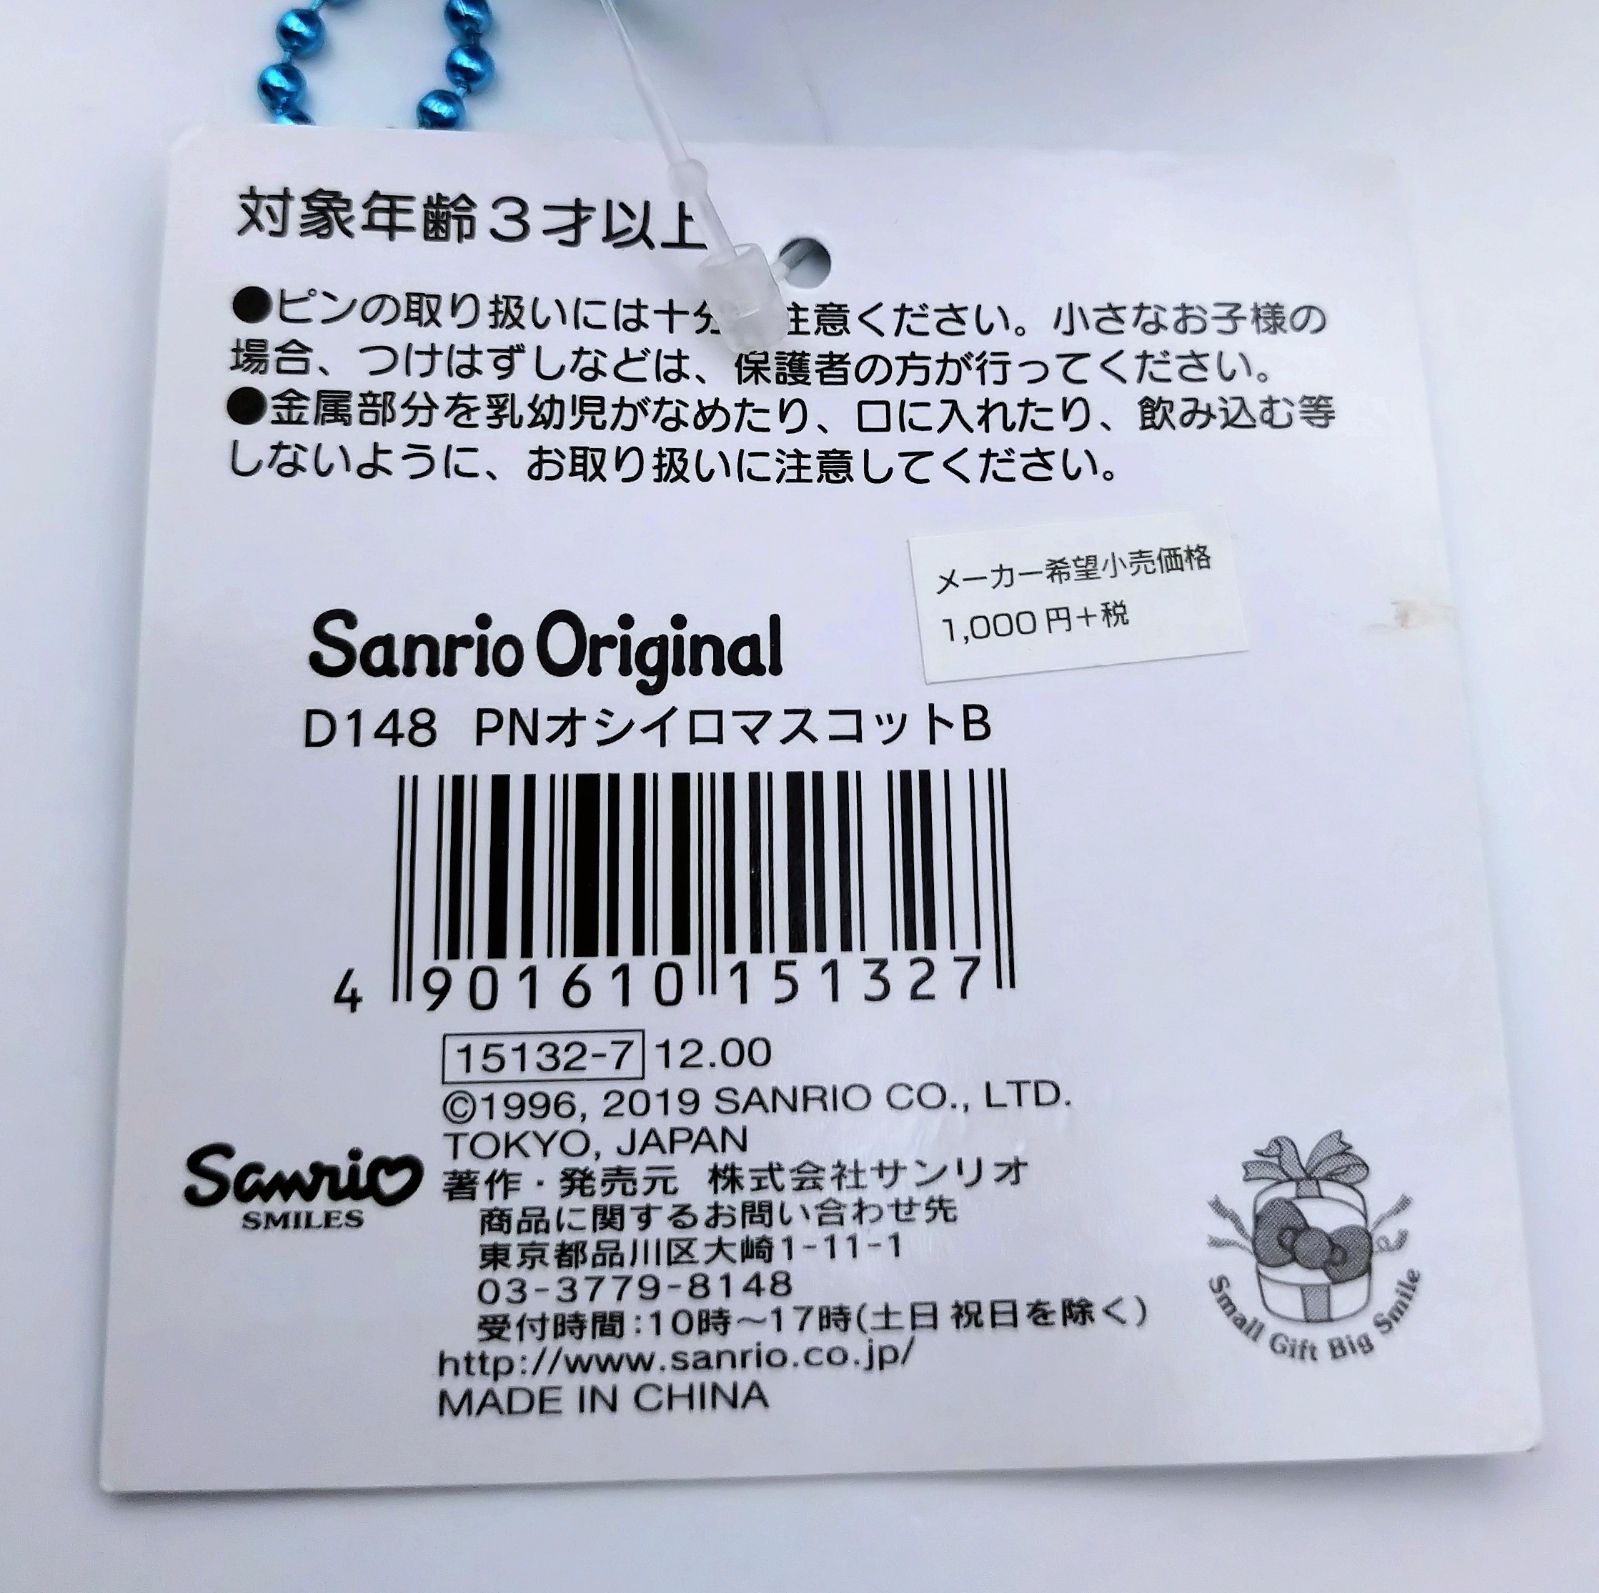 対象年齢3才以上
●ピンの取り扱いには十分 注意ください。小さなお子様の
場合、つけはずしなどは、保護者の方が行ってください。
●金属部分を乳幼児がなめたり、口に入れたり、飲み込む等
しないように、お取り扱いに注意してください。
メーカー希望小売価格
1,000円+税
Sanrio Original
D148 PNオシイロマスコットB
4 901610 151327
15132-7 12.00
©1996, 2019 SANRIO CO., LTD.
TOKYO, JAPAN
著作・発売元 株式会社サンリオ
商品に関するお問い合わせ先
東京都品川区大崎1-11-1
03-3779-8148
受付時間:10時~17時(土日祝日を除く)
http://www.sanrio.co.jp/
MADE IN CHINA
Sanrio
SMILES
Small Gift Big Smile